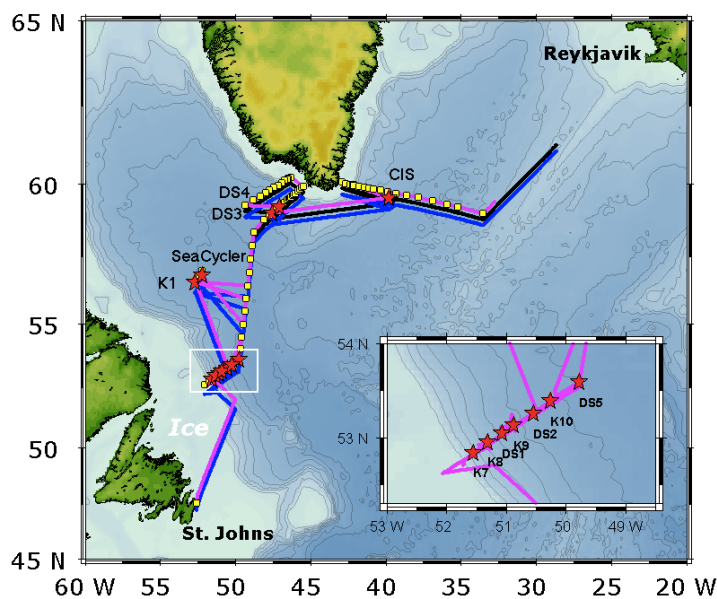 65 N
Reykjavik
60
CIS
DS4
DS3
SeaCycler
K1
55
54 N
DS5
K10
Ice
DS2
53 N
K9
DS1
K8
K7
50
53 W 52 51 50 49 W
St. Johns
45 N
60 W 55 50 45 40 35 30 25 20 W